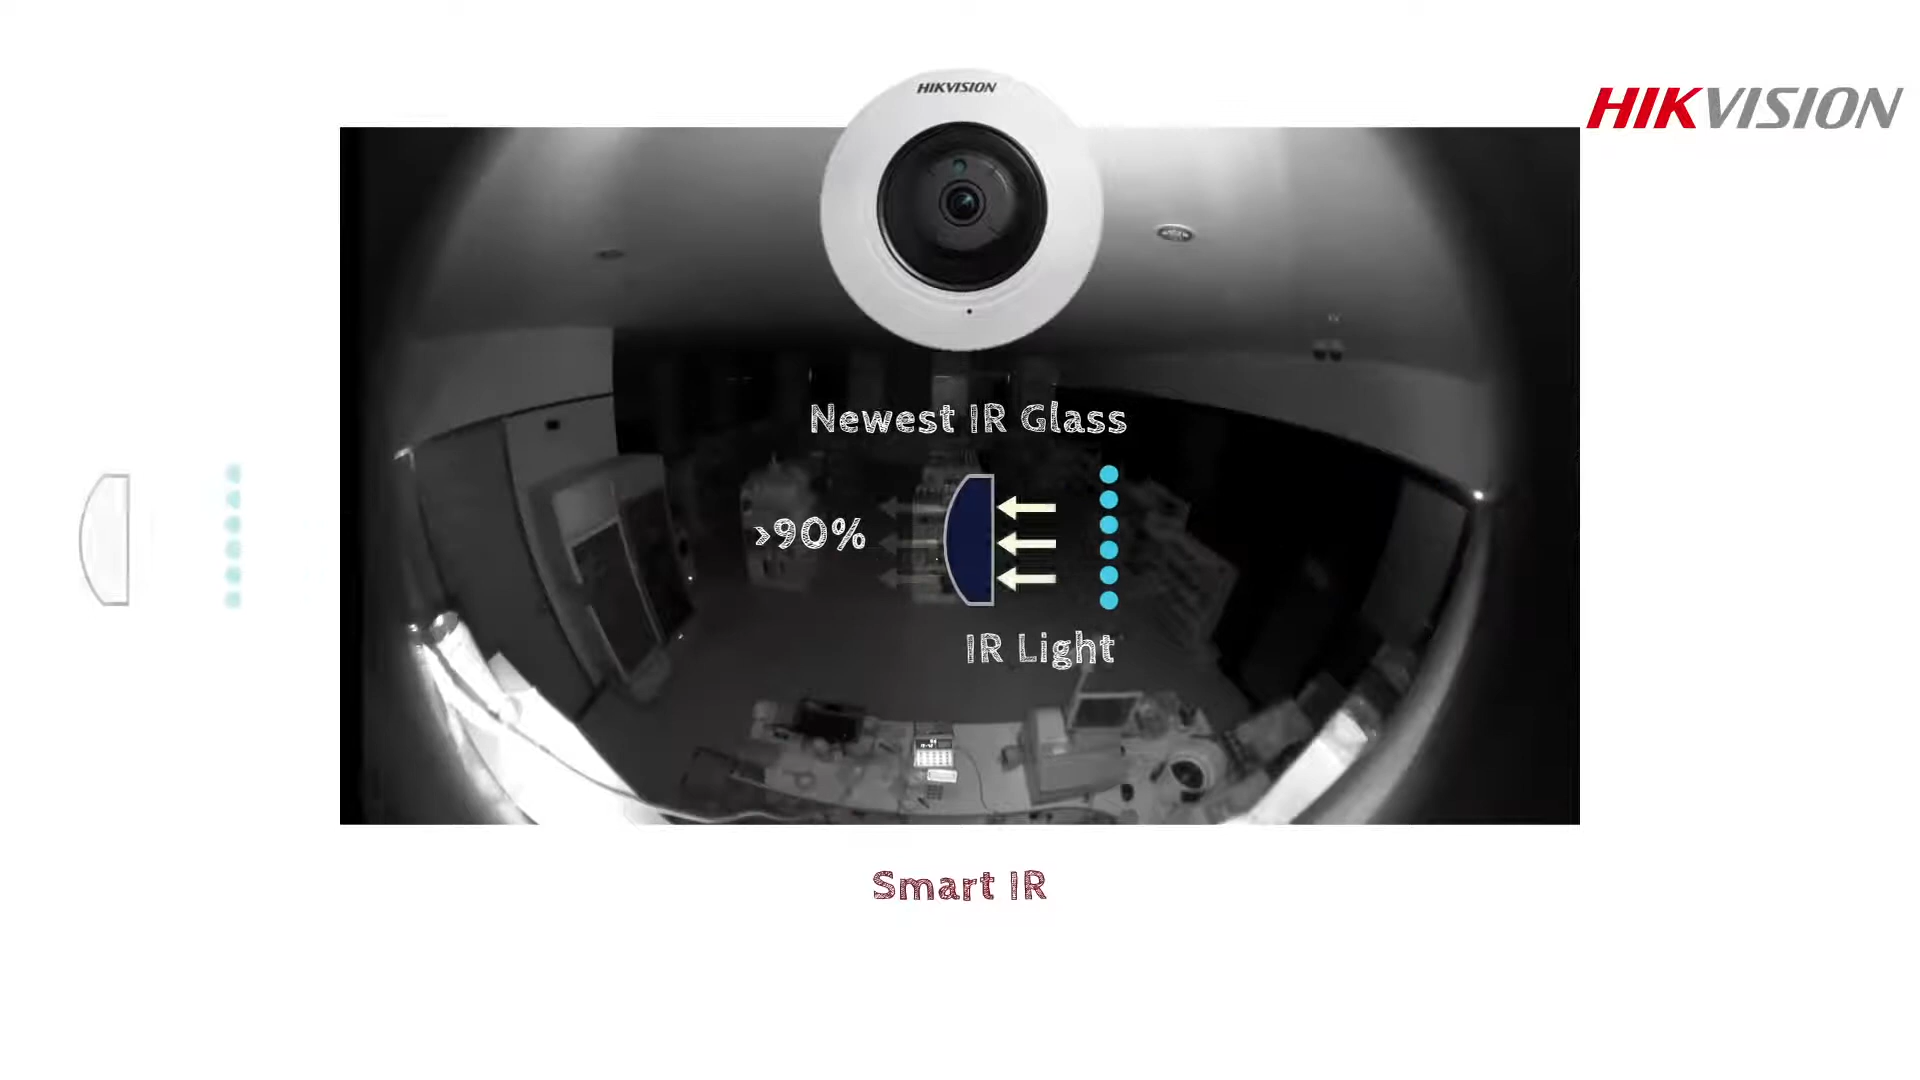 HIKVISION
HIKVISION
Newest IR Glass
>90%
IR Light
Smart IR